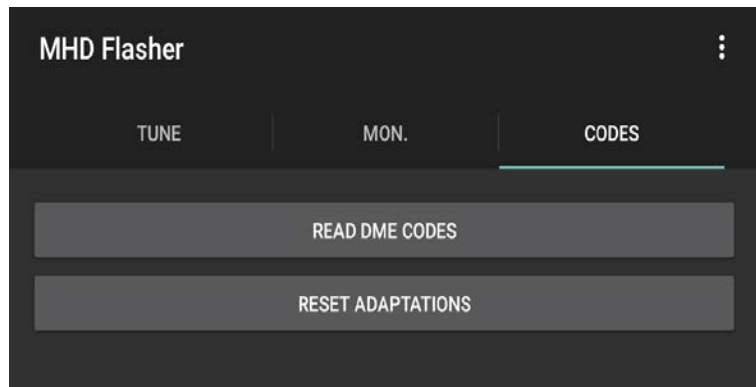 MHD Flasher
TUNE MON. CODES
READ DME CODES
RESET ADAPTATIONS